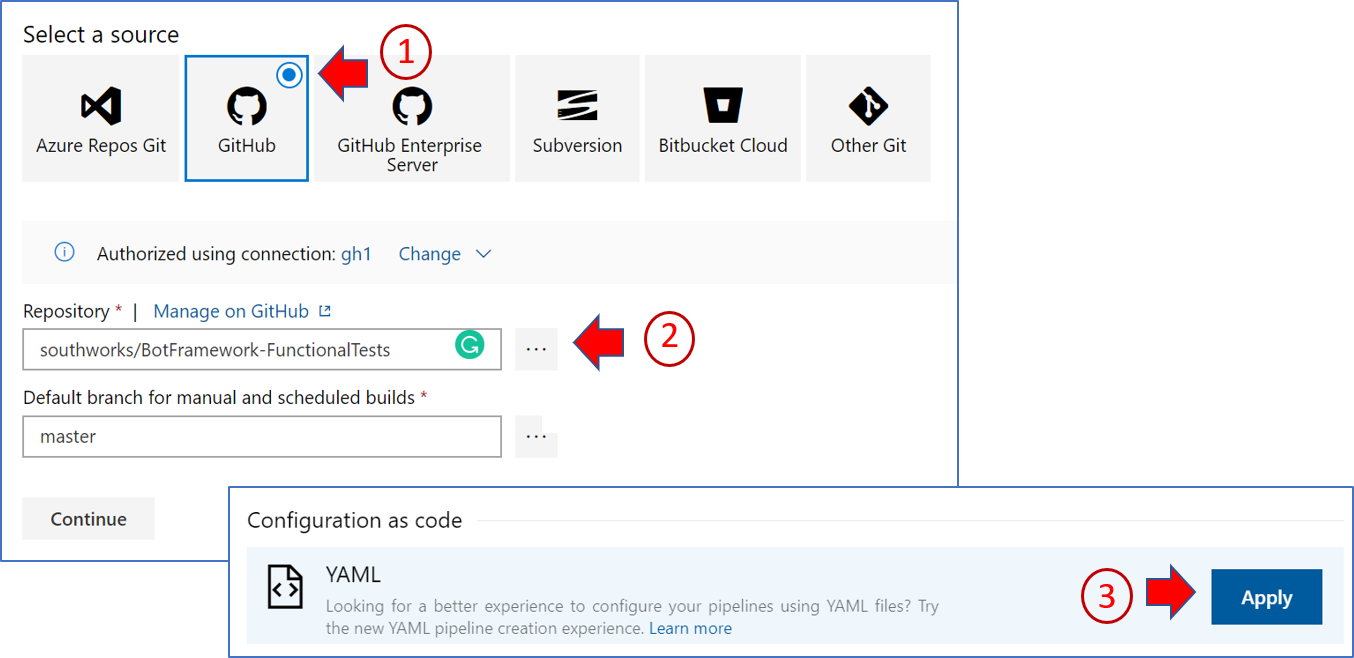 Select a source
1
Azure Repos Git
GitHub
GitHub Enterprise
Server
Subversion
Bitbucket Cloud
Other Git
Authorized using connection: gh1 Change
Repository * | Manage on GitHub
southworks/BotFramework-FunctionalTests
...
2
Default branch for manual and scheduled builds *
master
...
Continue
Configuration as code
YAML
Looking for a better experience to configure your pipelines using YAML files? Try
the new YAML pipeline creation experience. Learn more
3
Apply